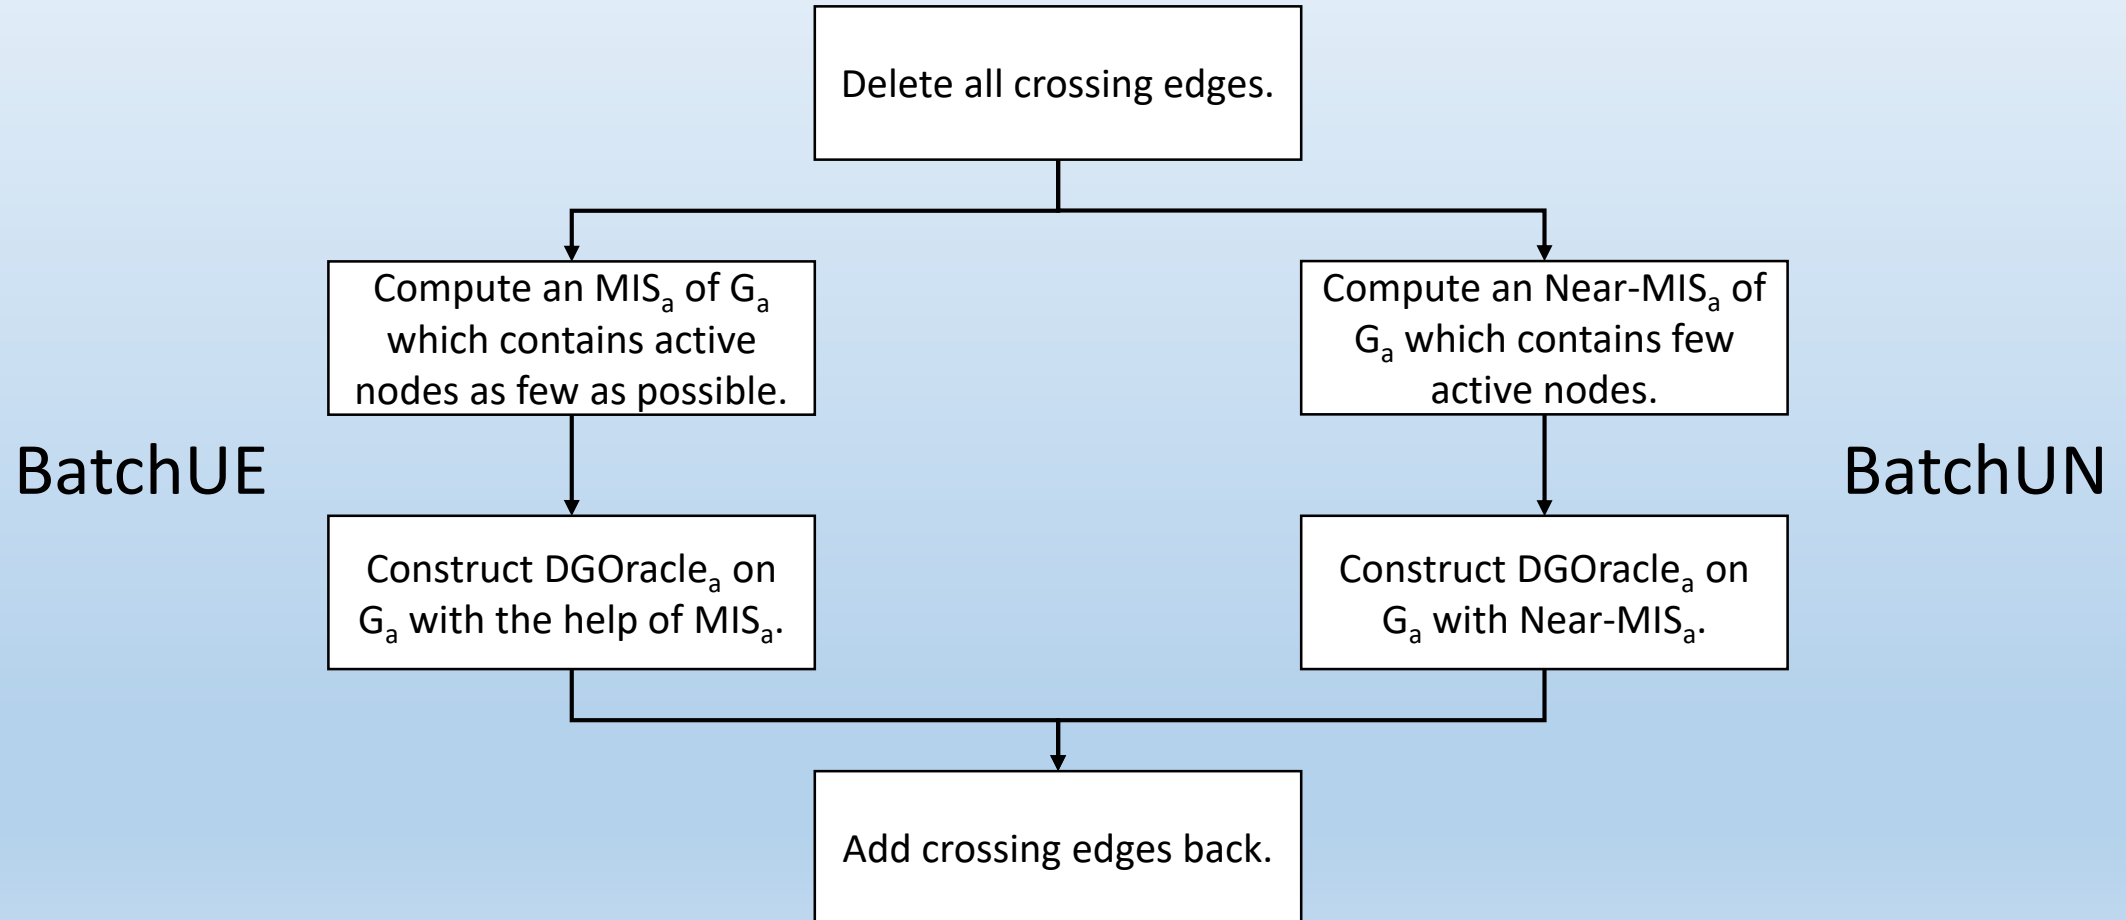 Delete all crossing edges.
Compute an MISₐ of Gₐ
which contains active
nodes as few as possible.
Compute an Near-MISₐ of
Gₐ which contains few
active nodes.
BatchUE
BatchUN
Construct DGOracleₐ on
Gₐ with the help of MISₐ.
Construct DGOracleₐ on
Gₐ with Near-MISₐ.
Add crossing edges back.